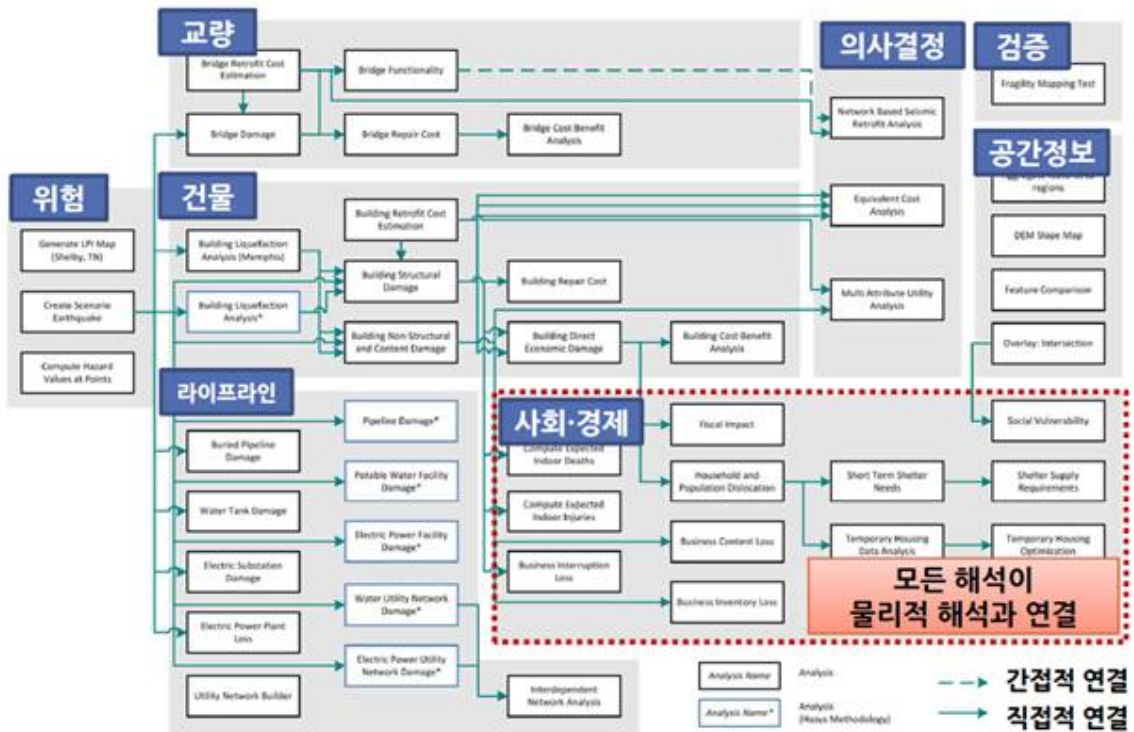 교량
Bridge Retrofit Cost
Estimation
Bridge Functionality
Bridge Damage
Bridge Repair Cost
Bridge Cost Benefit
Analysis
의사결정
Network Based Seismic
Retrofit Analysis
Equivalent Cost
Analysis
Multi Attribute Utility Analysis
검증
Fragility Mapping Test
공간정보
regions
DEM Slope Map
Feature Comparison
Overlay: Intersection
위험
Generate LPI Map
(Shelby, TN)
Create Scenario
Earthquake
Compute Hazard
Values at Points
건물
Building Retrofit Cost
Estimation
Building Liquefaction
Analysis (Memphis)
Building Structural
Damage
Building Repair Cost
Building Liquefaction
Analysis*
Building Non-Structural
and Content Damage
Building Direct
Economic Damage
Building Cost Benefit
Analysis
라이프라인
Pipeline Damage*
Buried Pipeline
Damage
Potable Water Facility
Damage*
Water Tank Damage
Electric Power Facility
Damage*
Electric Substation
Damage
Water Utility Network
Damage*
Electric Power Plant
Loss
Electric Power Utility
Network Damage*
Utility Network Builder
Interdependent
Network Analysis
사회·경제
Fiscal Impact
Social Vulnerability
Compute Expected
Indoor Deaths
Household and
Population Dislocation
Short Term Shelter
Needs
Shelter Supply
Requirements
Compute Expected
Indoor Injuries
Business Content Loss
Temporary Housing
Data Analysis
Temporary Housing
Optimization
Business Interruption
Loss
Business Inventory Loss
모든 해석이
물리적 해석과 연결
Analysis Name
Analysis
간접적 연결
Analysis Name*
Analysis
(Hazus Methodology)
직접적 연결